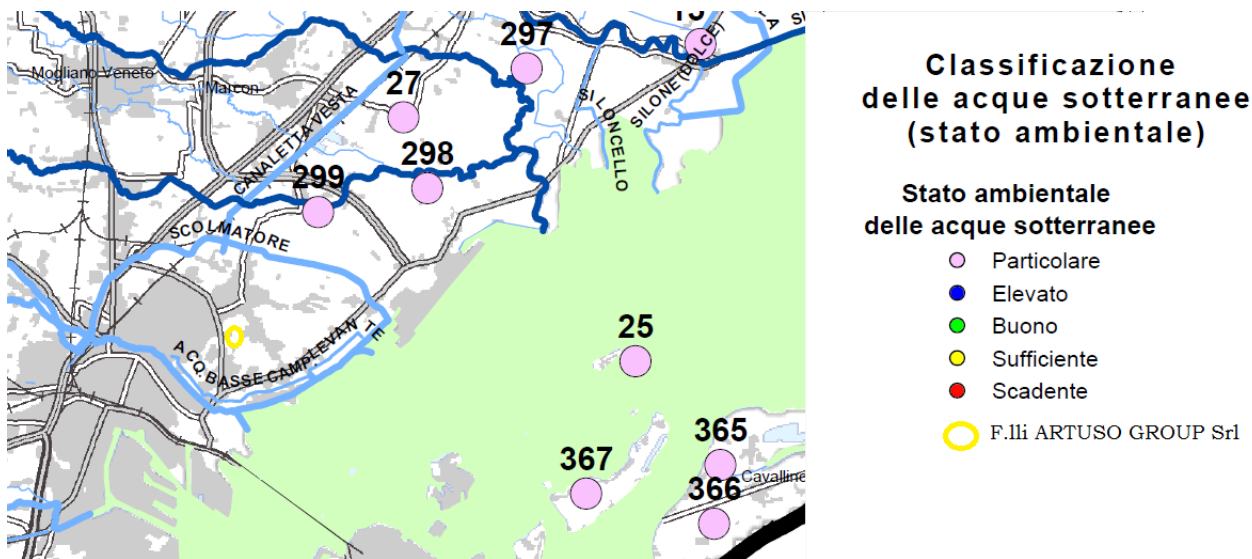 297
27
298
299
25
365
367
366
Mogliano Veneto
Marcon
CANALETTA VESTA
SILONCELLO
SILONE (DOLCE)
SCOLMATORE
ACQ. BASSE CAMP. LEVANTE
Cavalline
Classificazione
delle acque sotterranee
(stato ambientale)
Stato ambientale
delle acque sotterranee
Particolare
Elevato
Buono
Sufficiente
Scadente
F.lli ARTUSO GROUP Srl